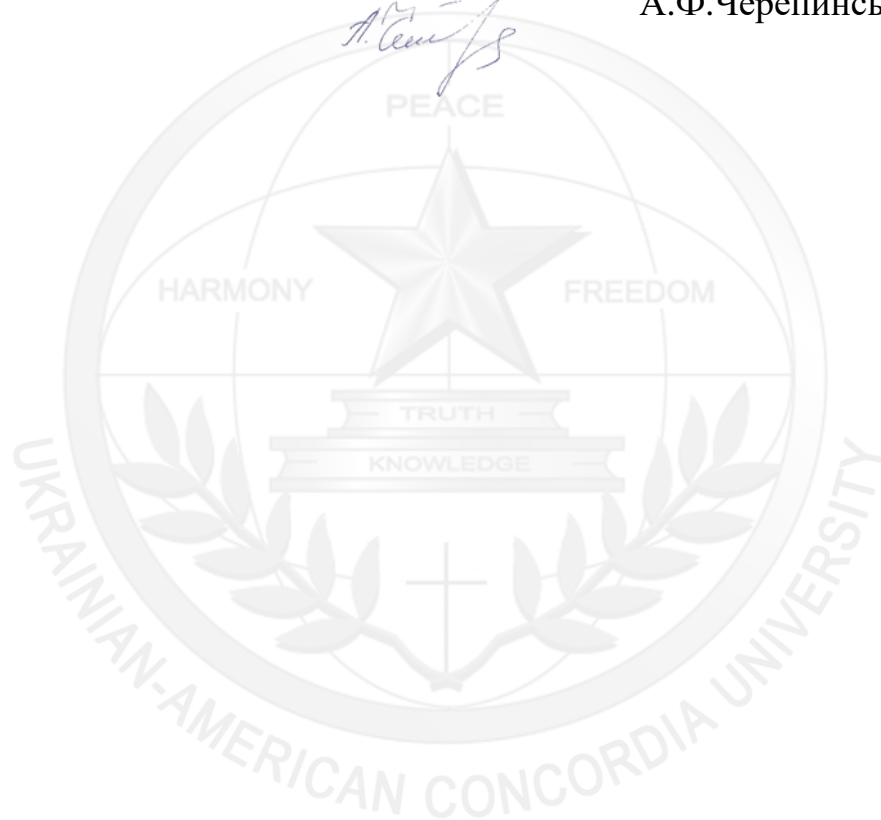 А.Ф.Черепинсь
PEACE
HARMONY FREEDOM
TRUTH
KNOWLEDGE
UKRAINIAN-AMERICAN CONCORDIA UNIVERSITY